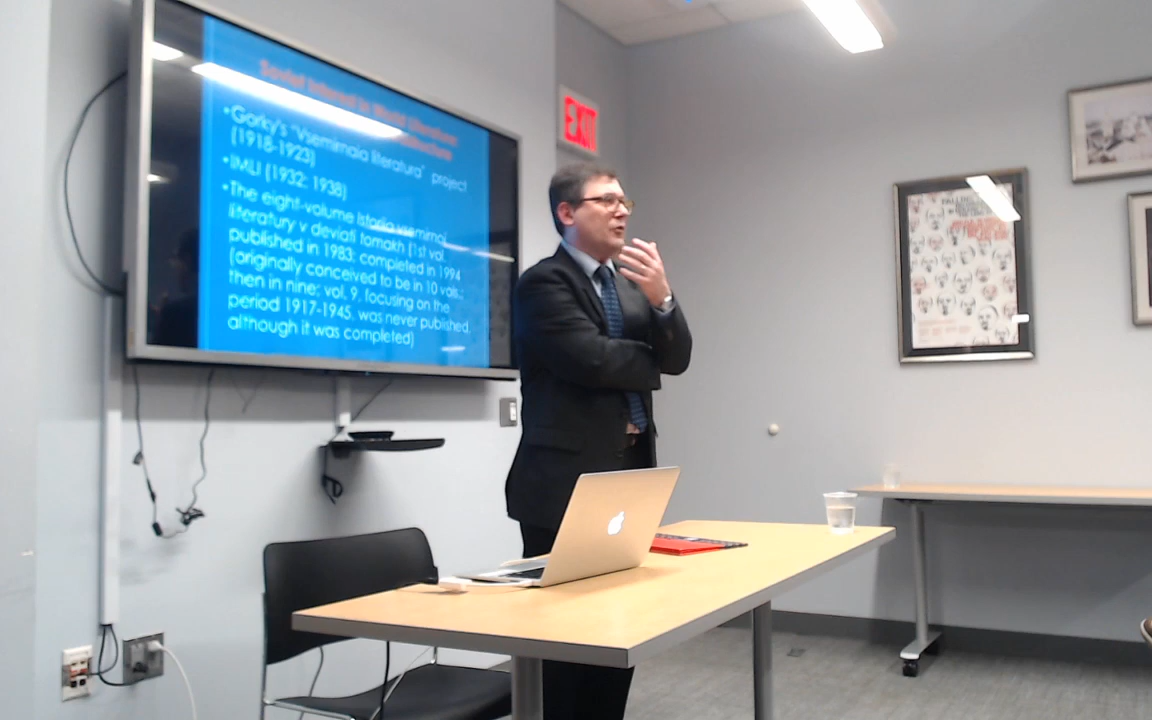 Soviet Interest in World Literature:
•Gorky's "Vsemirnaia literatura" project
(1918-1923)
•IMLI (1932; 1938)
•The eight-volume Istoriia vsemirnoi
literatury v deviati tomakh (1st vol.
published in 1983; completed in 1994
(originally conceived to be in 10 vols.;
then in nine; vol. 9, focusing on the
period 1917-1945, was never published,
although it was completed)
EXIT